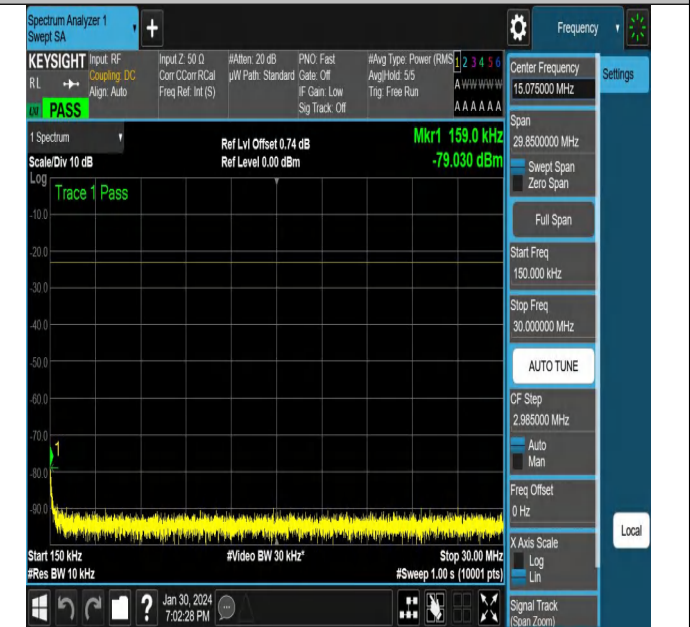 Spectrum Analyzer 1
Swept SA
+
Frequency
KEYSIGHT
RL
PASS
Input: RF
Coupling: DC
Align: Auto
Input Z: 50 Ω
Corr CCorr RCal
Freq Ref: Int (S)
#Atten: 20 dB
µW Path: Standard
PNO: Fast
Gate: Off
IF Gain: Low
Sig Track: Off
#Avg Type: Power (RMS
Avg|Hold: 5/5
Trig: Free Run
1 2 3 4 5 6
A W W W W W
A A A A A A
Center Frequency
15.075000 MHz
Settings
Span
29.8500000 MHz
Swept Span
Zero Span
Full Span
Start Freq
150.000 kHz
Stop Freq
30.000000 MHz
AUTO TUNE
CF Step
2.985000 MHz
Auto
Man
Freq Offset
0 Hz
X Axis Scale
Log
Lin
Signal Track
(Span Zoom)
Local
1 Spectrum
Scale/Div 10 dB
Ref Lvl Offset 0.74 dB
Ref Level 0.00 dBm
Mkr1 159.0 kHz
-79.030 dBm
Log
Trace 1 Pass
-10.0
-20.0
-30.0
-40.0
-50.0
-60.0
-70.0
1
-80.0
-90.0
Start 150 kHz
#Video BW 30 kHz*
Stop 30.00 MHz
#Res BW 10 kHz
#Sweep 1.00 s (10001 pts)
?
Jan 30, 2024
7:02:28 PM